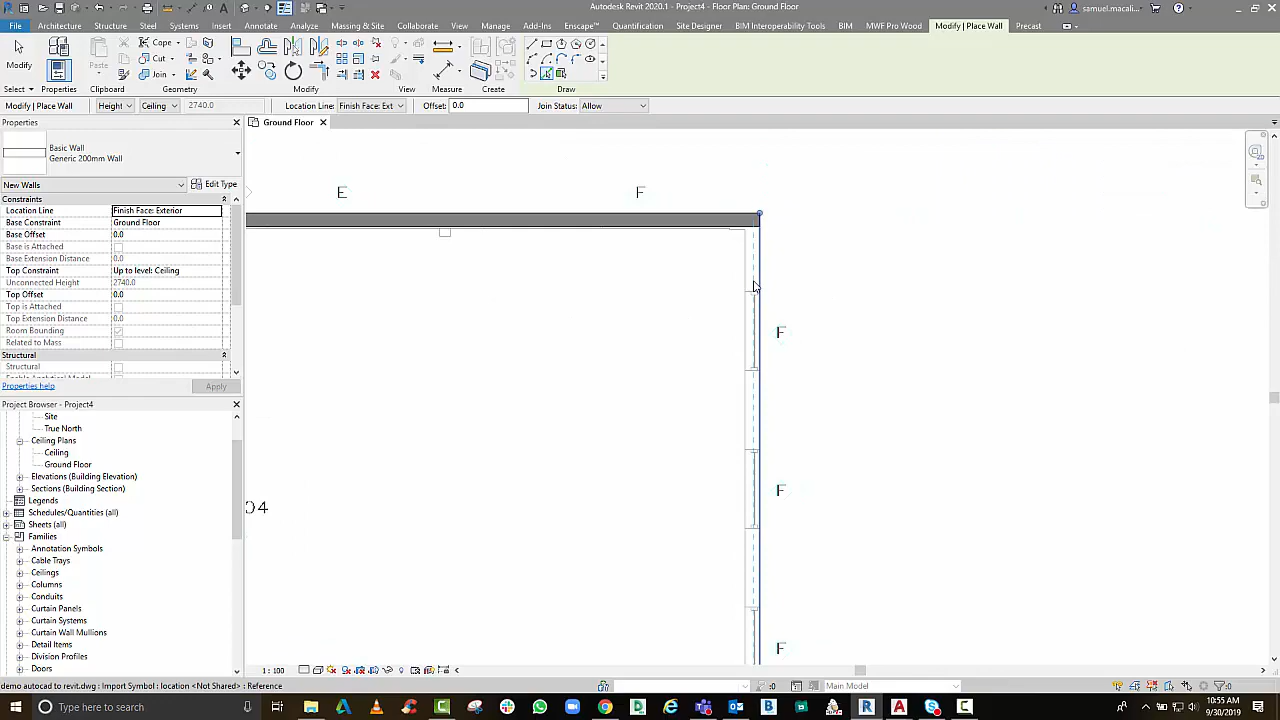 Autodesk Revit 2020.1 - Project4 - Floor Plan: Ground Floor
samuel.macali...
File Architecture Structure Steel Systems Insert Annotate Analyze Massing & Site Collaborate View Manage Add-Ins Enscape™ Quantification Site Designer BIM Interoperability Tools BIM MWF Pro Wood Modify | Place Wall Precast
Modify
Paste
Cope
Cut
Join
Select Properties Clipboard Geometry Modify View Measure Create Draw
Modify | Place Wall Height Ceiling 2740.0 Location Line: Finish Face: Ext Offset: 0.0 Join Status: Allow
Properties
Ground Floor
Basic Wall
Generic 200mm Wall
New Walls Edit Type
Constraints
Location Line Finish Face: Exterior
Base Constraint Ground Floor
Base Offset 0.0
Base is Attached
Base Extension Distance 0.0
Top Constraint Up to level: Ceiling
Unconnected Height 2740.0
Top Offset 0.0
Top is Attached
Top Extension Distance 0.0
Room Bounding
Related to Mass
Structural
Structural
Enable Analytical Model
Properties help Apply
Project Browser - Project4
Site
True North
Ceiling Plans
Ceiling
Ground Floor
Elevations (Building Elevation)
Sections (Building Section)
Legends
Schedules/Quantities (all)
Sheets (all)
Families
Annotation Symbols
Cable Trays
Ceilings
Columns
Conduits
Curtain Panels
Curtain Systems
Curtain Wall Mullions
Detail Items
Division Profiles
Doors
E F
F
F
F
04
1 : 100
demo autocad to revit.dwg : Import Symbol : location <Not Shared> : Reference
:0 Main Model :0
Type here to search
10:55 AM
9/30/2019